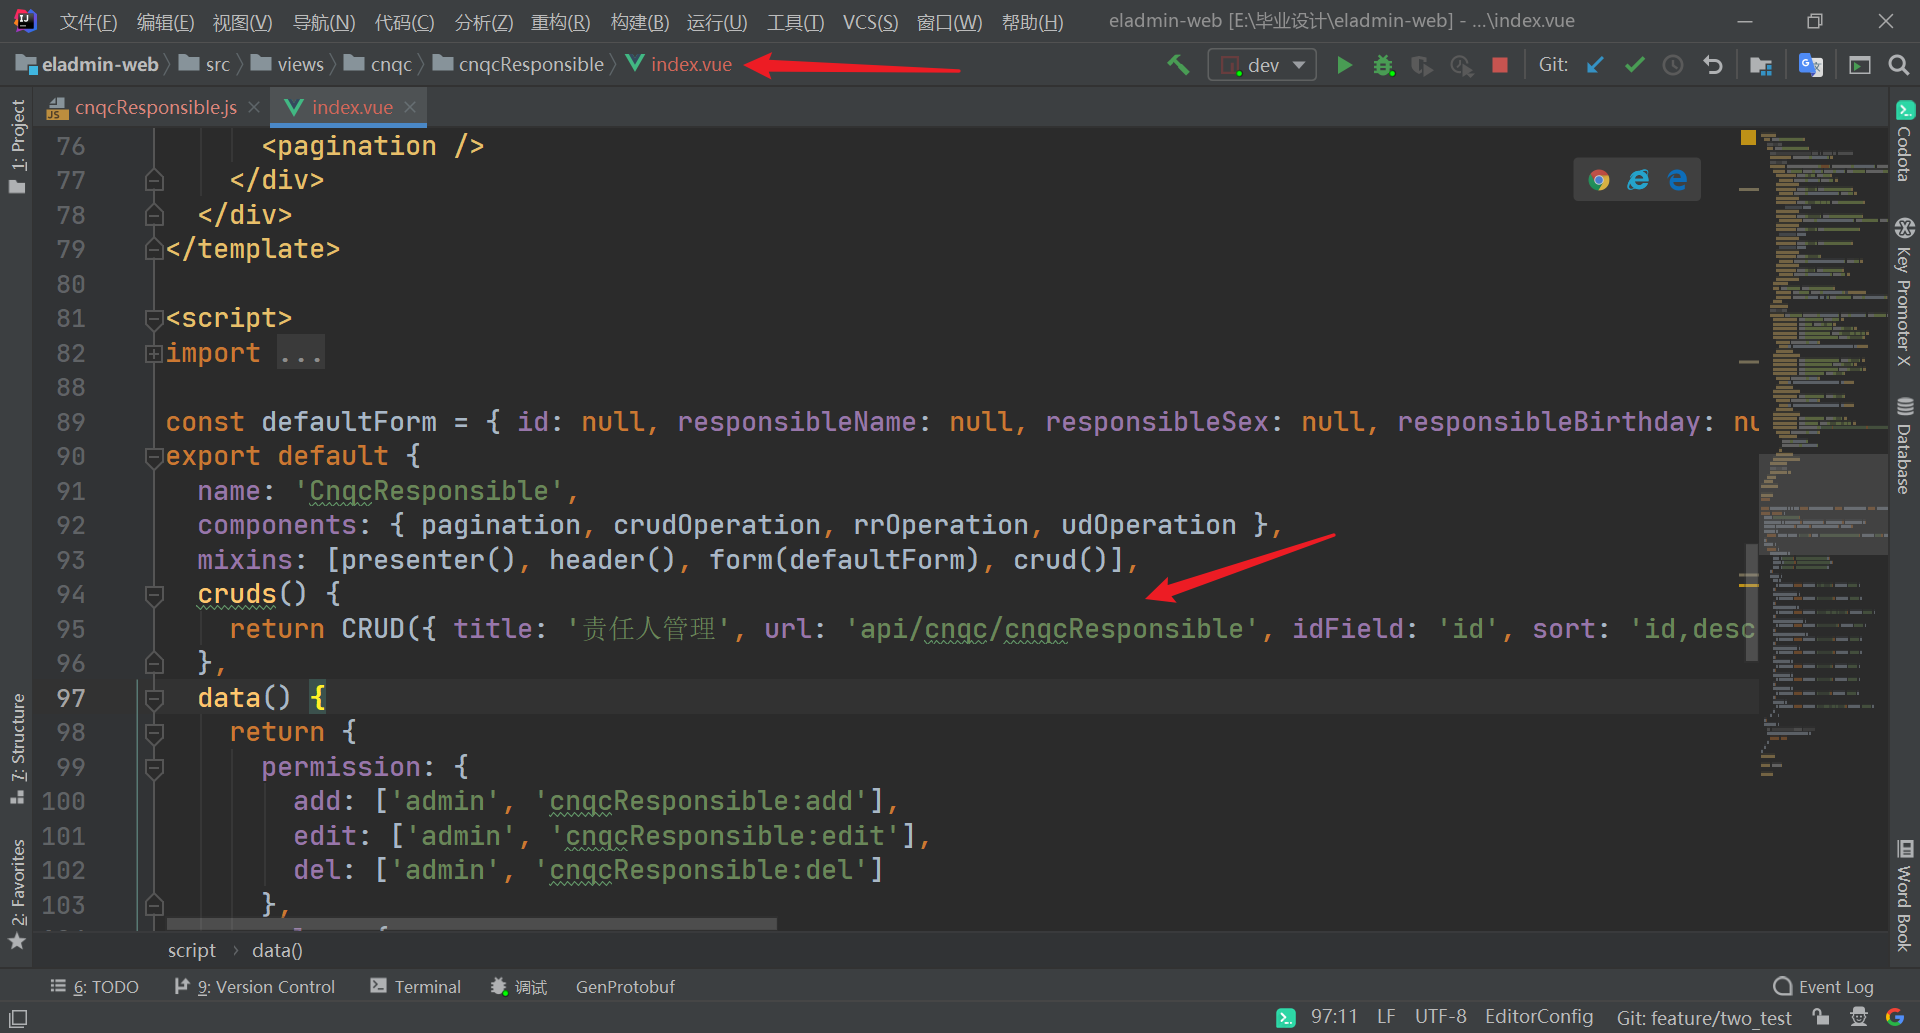 文件(F) 编辑(E) 视图(V) 导航(N) 代码(C) 分析(Z) 重构(R) 构建(B) 运行(U) 工具(T) VCS(S) 窗口(W) 帮助(H) eladmin-web [E:\毕业设计\eladmin-web] - ...\index.vue
eladmin-web src views cnqc cnqcResponsible index.vue dev Git:
cnqcResponsible.js index.vue
1: Project
7: Structure
2: Favorites
76 <pagination />
77 </div>
78 </div>
79 </template>
80
81 <script>
82 import ...
88
89 const defaultForm = { id: null, responsibleName: null, responsibleSex: null, responsibleBirthday: nu
90 export default {
91 name: 'CnqcResponsible',
92 components: { pagination, crudOperation, rrOperation, udOperation },
93 mixins: [presenter(), header(), form(defaultForm), crud()],
94 cruds() {
95 return CRUD({ title: '责任人管理', url: 'api/cnqc/cnqcResponsible', idField: 'id', sort: 'id,desc
96 },
97 data() {
98 return {
99 permission: {
100 add: ['admin', 'cnqcResponsible:add'],
101 edit: ['admin', 'cnqcResponsible:edit'],
102 del: ['admin', 'cnqcResponsible:del']
103 },
Codota
Key Promoter X
Database
Word Book
script › data()
6: TODO 9: Version Control Terminal 调试 GenProtobuf Event Log
97:11 LF UTF-8 EditorConfig Git: feature/two_test